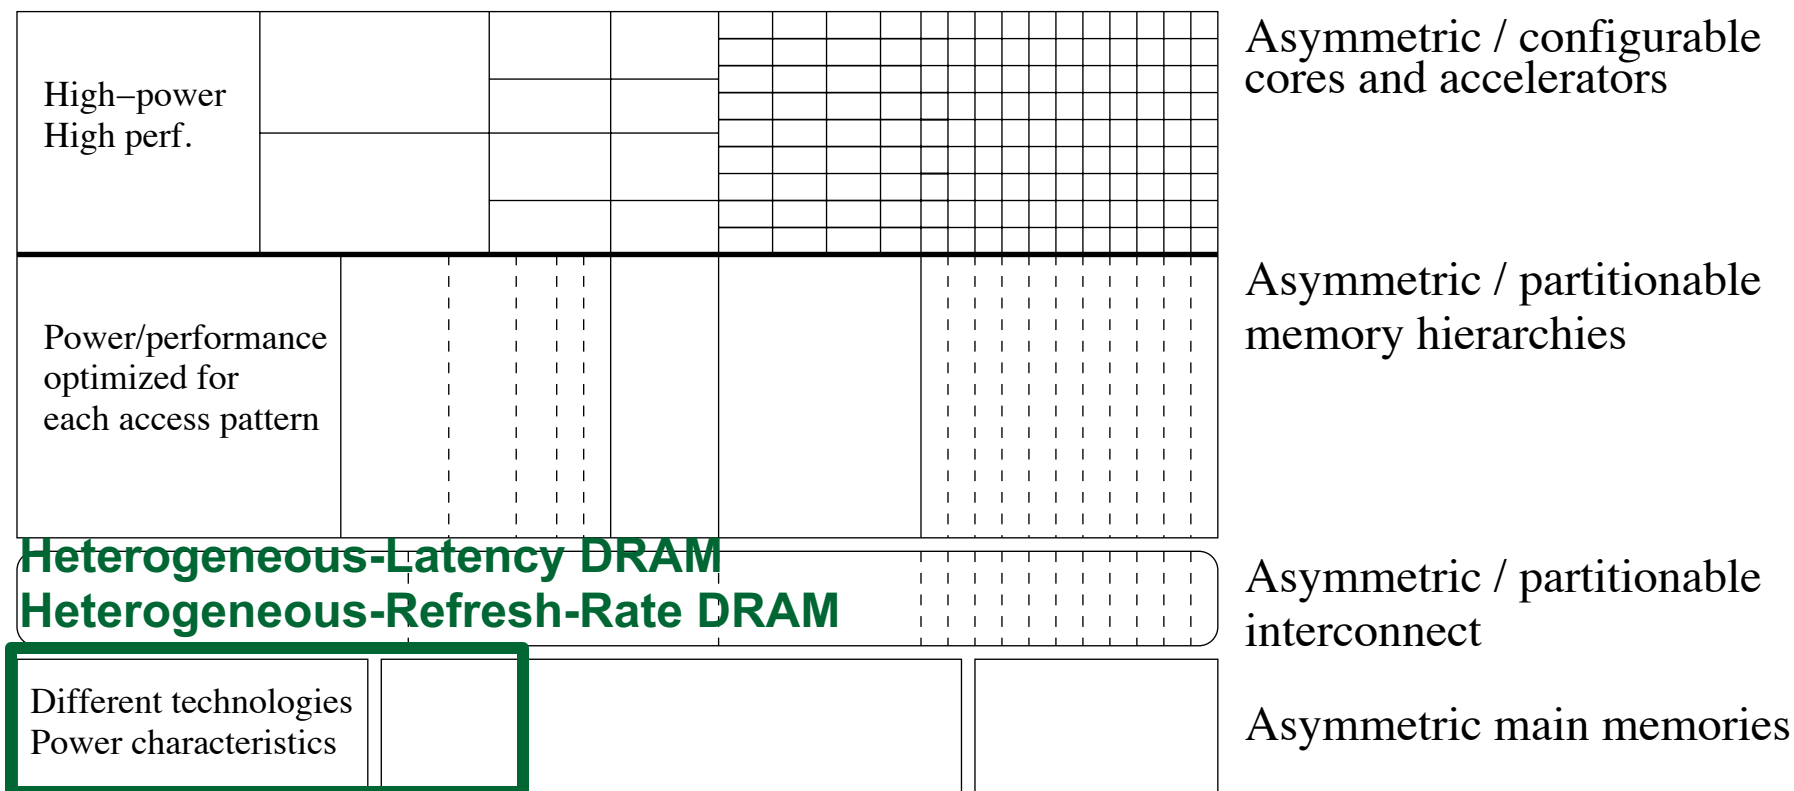 High–power
High perf.
Asymmetric / configurable
cores and accelerators
Power/performance
optimized for
each access pattern
Asymmetric / partitionable
memory hierarchies
Heterogeneous-Latency DRAM
Heterogeneous-Refresh-Rate DRAM
Asymmetric / partitionable
interconnect
Different technologies
Power characteristics
Asymmetric main memories